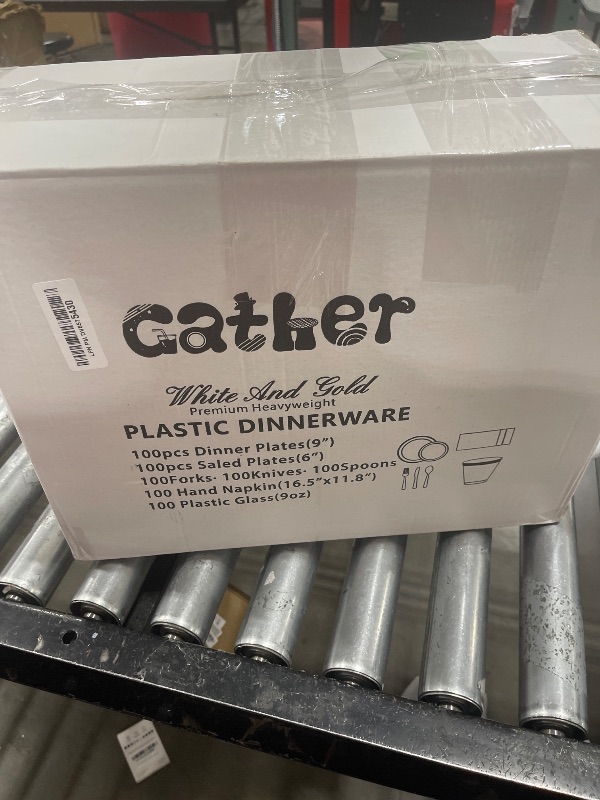 Gather
White And Gold
Premium Heavyweight
PLASTIC DINNERWARE
100pcs Dinner Plates(9”)
100pcs Saled Plates(6”)
100Forks· 100Knives· 100Spoons
100 Hand Napkin(16.5”x11.8”)
100 Plastic Glass(9oz)